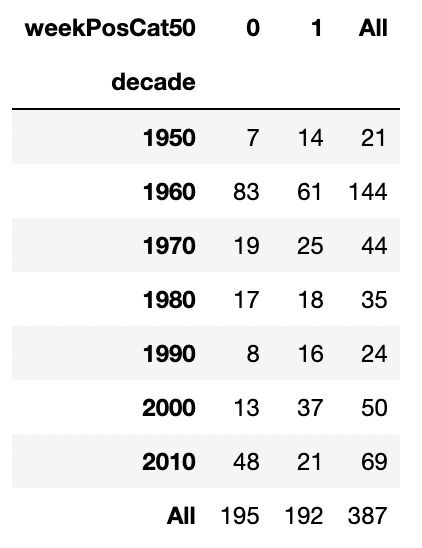 weekPosCat50 0 1 All
decade
1950 7 14 21
1960 83 61 144
1970 19 25 44
1980 17 18 35
1990 8 16 24
2000 13 37 50
2010 48 21 69
All 195 192 387